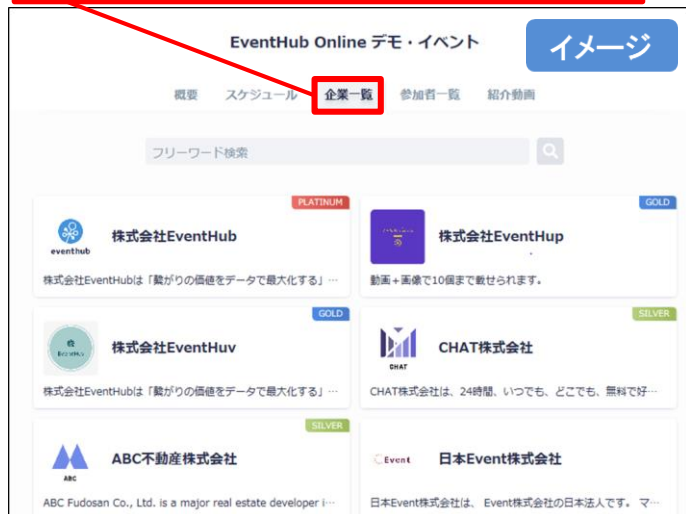 EventHub Online デモ・イベント
イメージ
概要 スケジュール 企業一覧 参加者一覧 紹介動画
フリーワード検索
PLATINUM
eventhub
株式会社EventHub
株式会社EventHubは「繋がりの価値をデータで最大化する」…
GOLD
株式会社EventHup
動画+画像で10個まで載せられます。
GOLD
株式会社EventHuv
株式会社EventHubは「繋がりの価値をデータで最大化する」…
SILVER
CHAT
CHAT株式会社
CHAT株式会社は、24時間、いつでも、どこでも、無料で好…
SILVER
ABC
ABC不動産株式会社
ABC Fudosan Co., Ltd. is a major real estate developer i…
Event
日本Event株式会社
日本Event株式会社は、 Event株式会社の日本法人です。 マ…